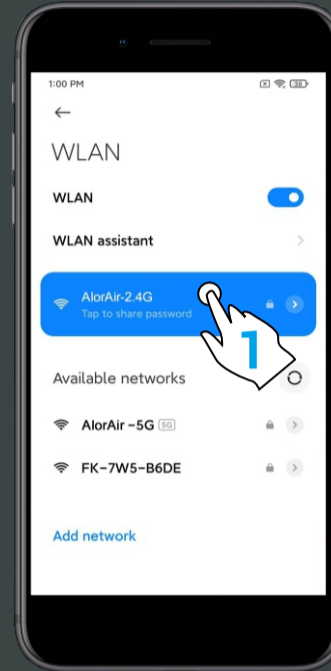 1:00 PM 38
WLAN
WLAN
WLAN assistant
AlorAir-2.4G
Tap to share password
1
Available networks
AlorAir –5G 5G
FK–7W5–B6DE
Add network